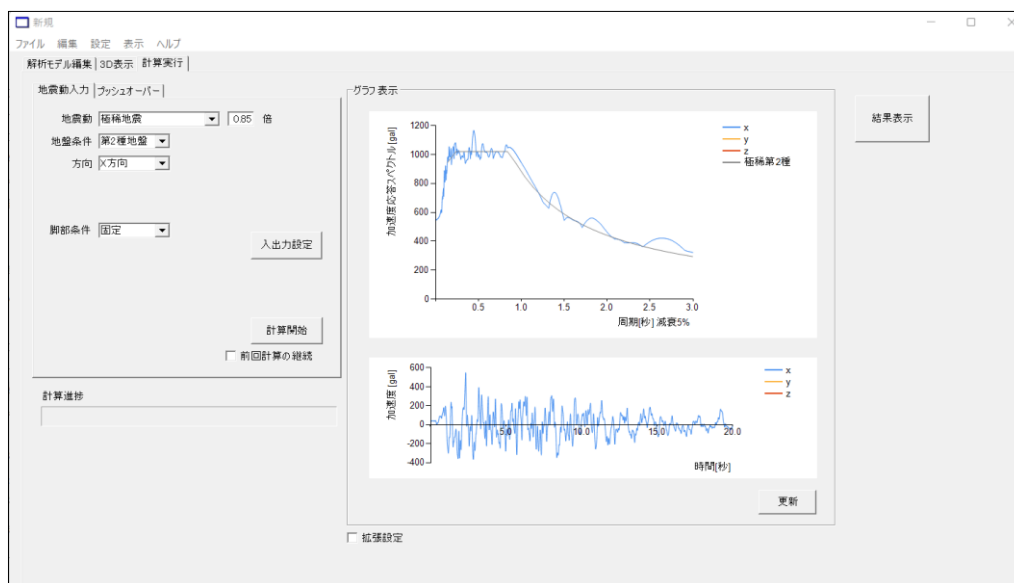 新規
ファイル 編集 設定 表示 ヘルプ
解析モデル編集 3D表示 計算実行
地震動入力 プッシュオーバー
地震動 極稀地震 0.85 倍
地盤条件 第2種地盤
方向 X方向
脚部条件 固定
入出力設定
計算開始
前回計算の継続
計算進捗
グラフ表示
加速度応答スペクトル[gal]
1200
1000
800
600
400
200
0
0.5 1.0 1.5 2.0 2.5 3.0
周期[秒] 減衰5%
x
y
z
極稀第2種
加速度[gal]
600
400
200
0
-200
-400
5.0 10.0 15.0 20.0
時間[秒]
x
y
z
更新
拡張設定
結果表示